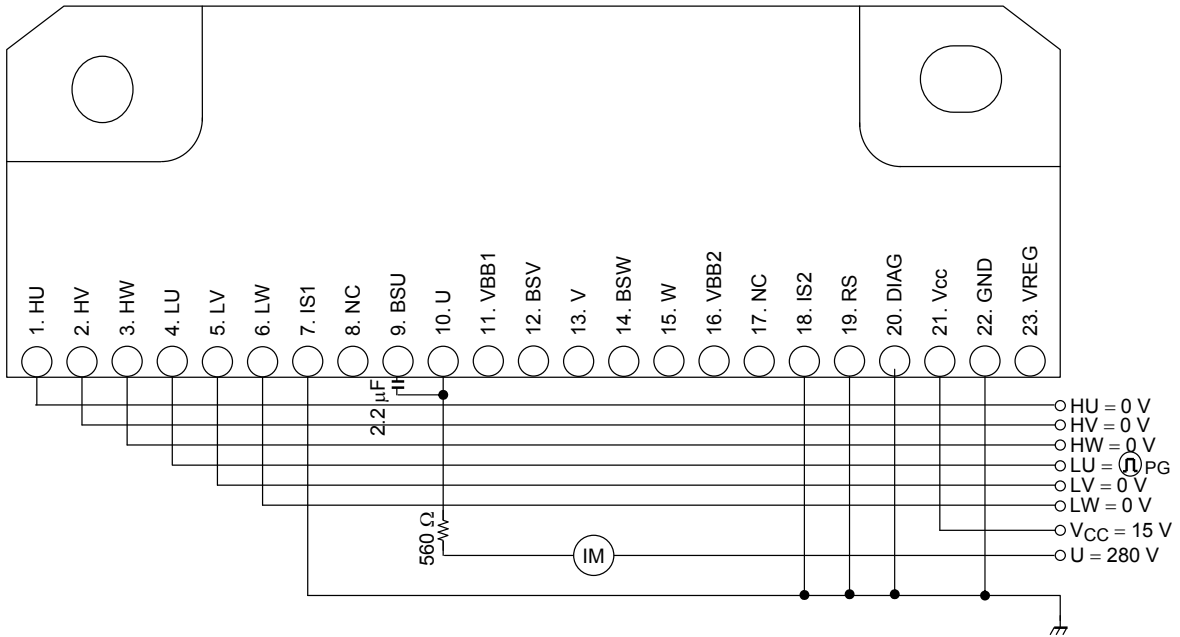 1. HU
2. HV
3. HW
4. LU
5. LV
6. LW
7. IS1
8. NC
9. BSU
10. U
11. VBB1
12. BSV
13. V
14. BSW
15. W
16. VBB2
17. NC
18. IS2
19. RS
20. DIAG
21. Vcc
22. GND
23. VREG
2.2 μF
HU = 0 V
HV = 0 V
HW = 0 V
LU = PG
LV = 0 V
LW = 0 V
560 Ω
VCC = 15 V
IM
U = 280 V